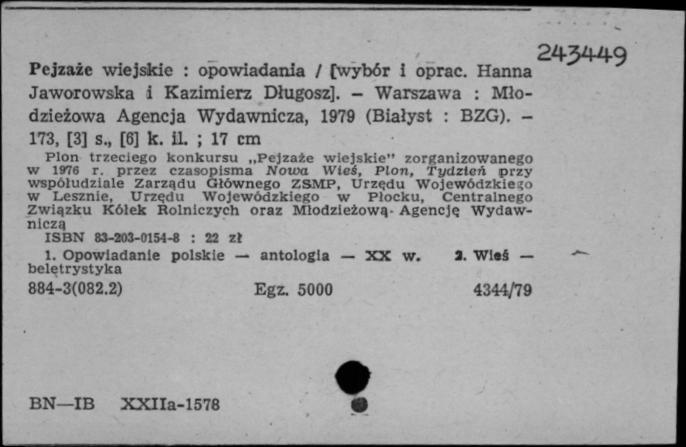 243449
Pejzaże wiejskie : opowiadania / [wybór i oprac. Hanna
Jaworowska i Kazimierz Długosz]. — Warszawa : Mło-
dzieżowa Agencja Wydawnicza, 1979 (Białyst : BZG). —
173, [3] s., [6] k. il. ; 17 cm
Plon trzeciego konkursu „Pejzaże wiejskie" zorganizowanego
w 1976 r. przez czasopisma Nowa Wieś, Plon, Tydzień przy
współudziale Zarządu Głównego ZSMP, Urzędu Wojewódzkiego
w Lesznie, Urzędu Wojewódzkiego w Płocku, Centralnego
Związku Kółek Rolniczych oraz Młodzieżową Agencję Wydaw-
niczą
ISBN 83-203-0154-8 : 22 zł
1. Opowiadanie polskie — antologia — XX w. 2. Wieś —
beletrystyka
884-3(082.2) Egz. 5000 4344/79
BN—IB XXIIa-1578